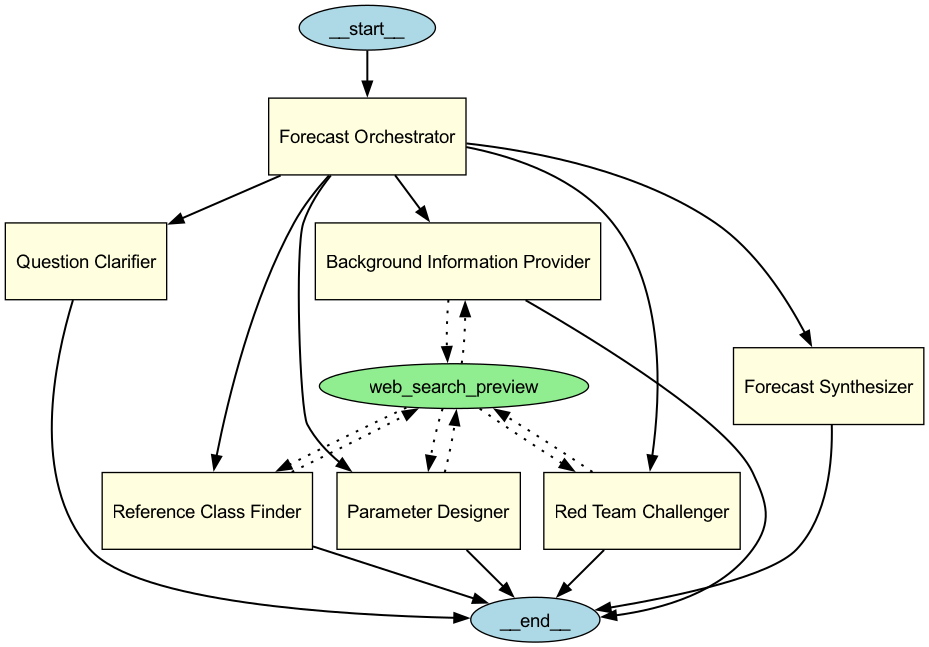 __start__
Forecast Orchestrator
Question Clarifier
Background Information Provider
web_search_preview
Forecast Synthesizer
Reference Class Finder
Parameter Designer
Red Team Challenger
__end__